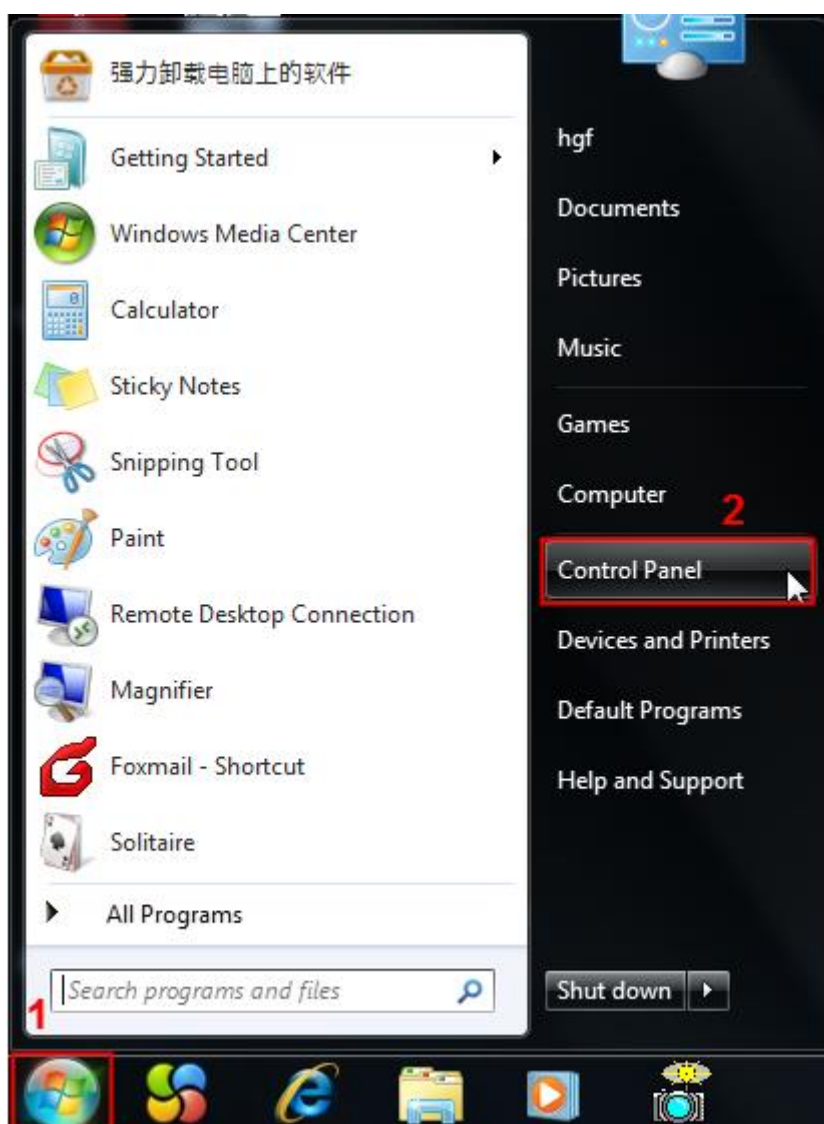 强力卸载电脑上的软件
Getting Started
Windows Media Center
Calculator
Sticky Notes
Snipping Tool
Paint
Remote Desktop Connection
Magnifier
Foxmail - Shortcut
Solitaire
All Programs
Search programs and files
1
hgf
Documents
Pictures
Music
Games
Computer
2
Control Panel
Devices and Printers
Default Programs
Help and Support
Shut down